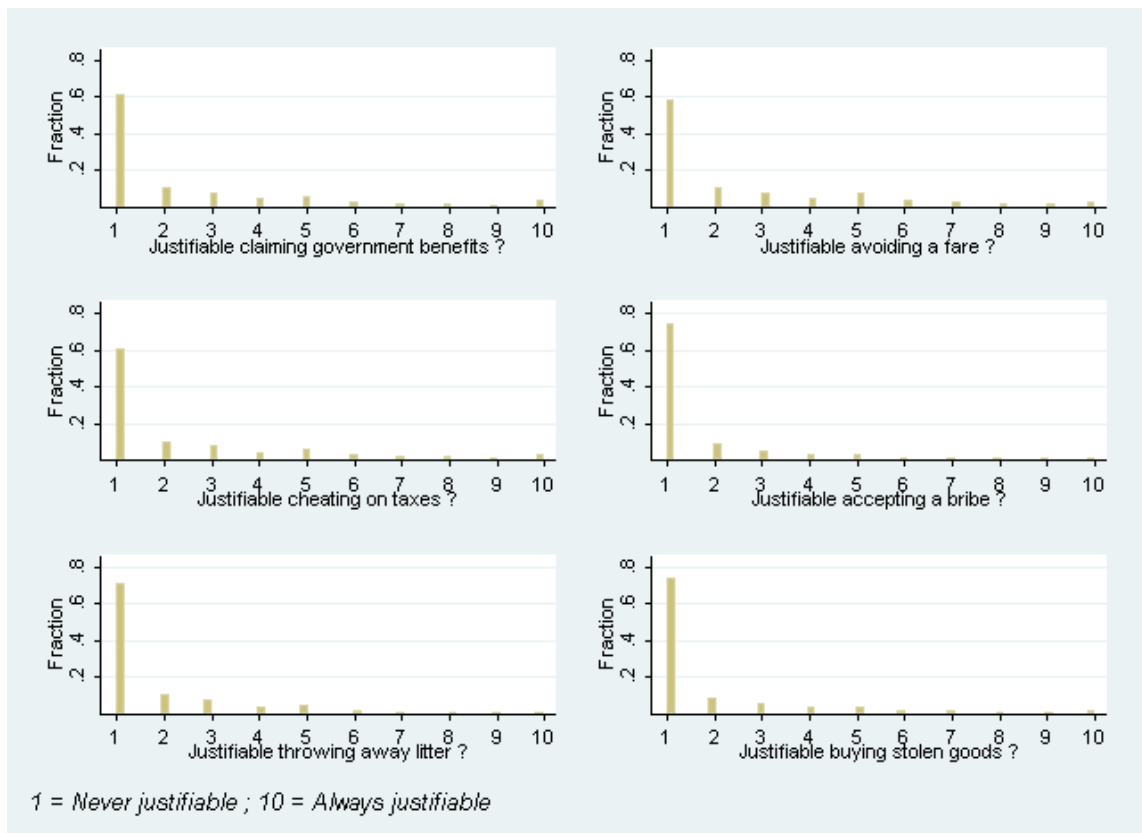 Fraction
.2 .4 .6 .8
1 2 3 4 5 6 7 8 9 10
Justifiable claiming government benefits ?
Fraction
.2 .4 .6 .8
1 2 3 4 5 6 7 8 9 10
Justifiable avoiding a fare ?
Fraction
.2 .4 .6 .8
1 2 3 4 5 6 7 8 9 10
Justifiable cheating on taxes ?
Fraction
.2 .4 .6 .8
1 2 3 4 5 6 7 8 9 10
Justifiable accepting a bribe ?
Fraction
.2 .4 .6 .8
1 2 3 4 5 6 7 8 9 10
Justifiable throwing away litter ?
Fraction
.2 .4 .6 .8
1 2 3 4 5 6 7 8 9 10
Justifiable buying stolen goods ?
1 = Never justifiable ; 10 = Always justifiable